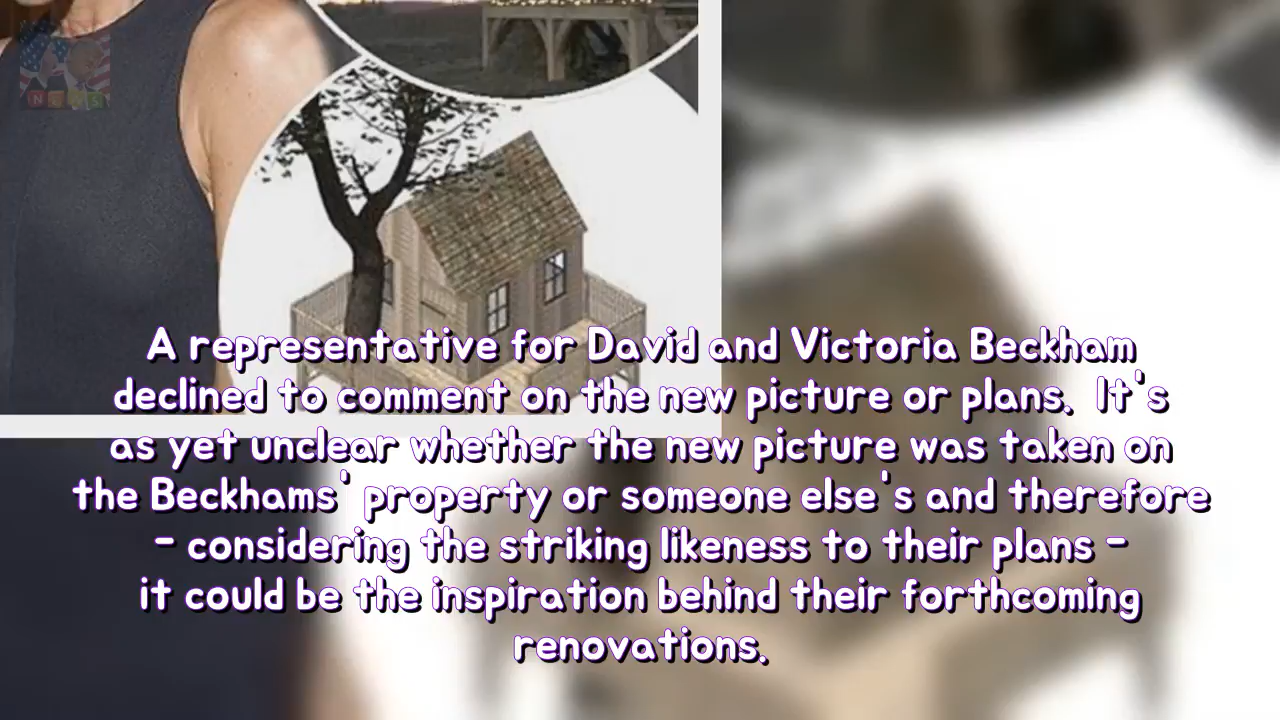 NEWS
A representative for David and Victoria Beckham
declined to comment on the new picture or plans.  It's
as yet unclear whether the new picture was taken on
the Beckhams' property or someone else's and therefore
- considering the striking likeness to their plans -
it could be the inspiration behind their forthcoming
renovations.